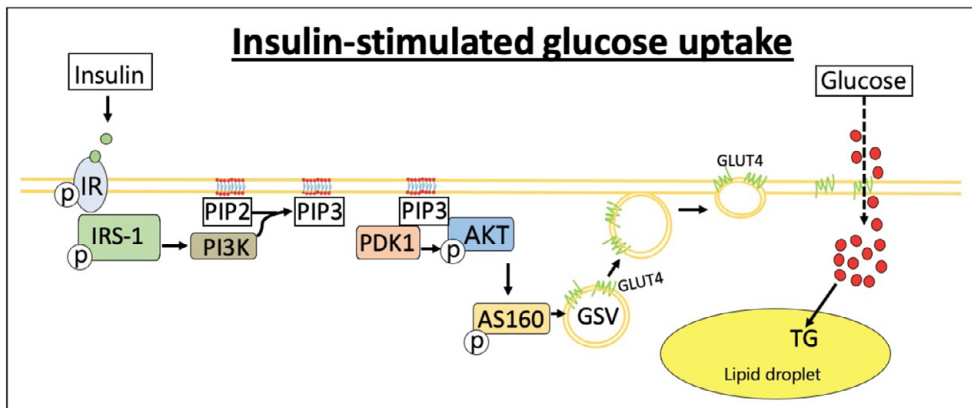 Insulin-stimulated glucose uptake
Insulin
Glucose
GLUT4
p
IR
PIP2
PIP3
PIP3
IRS-1
p
PI3K
PDK1
AKT
p
GLUT4
AS160
p
GSV
TG
Lipid droplet